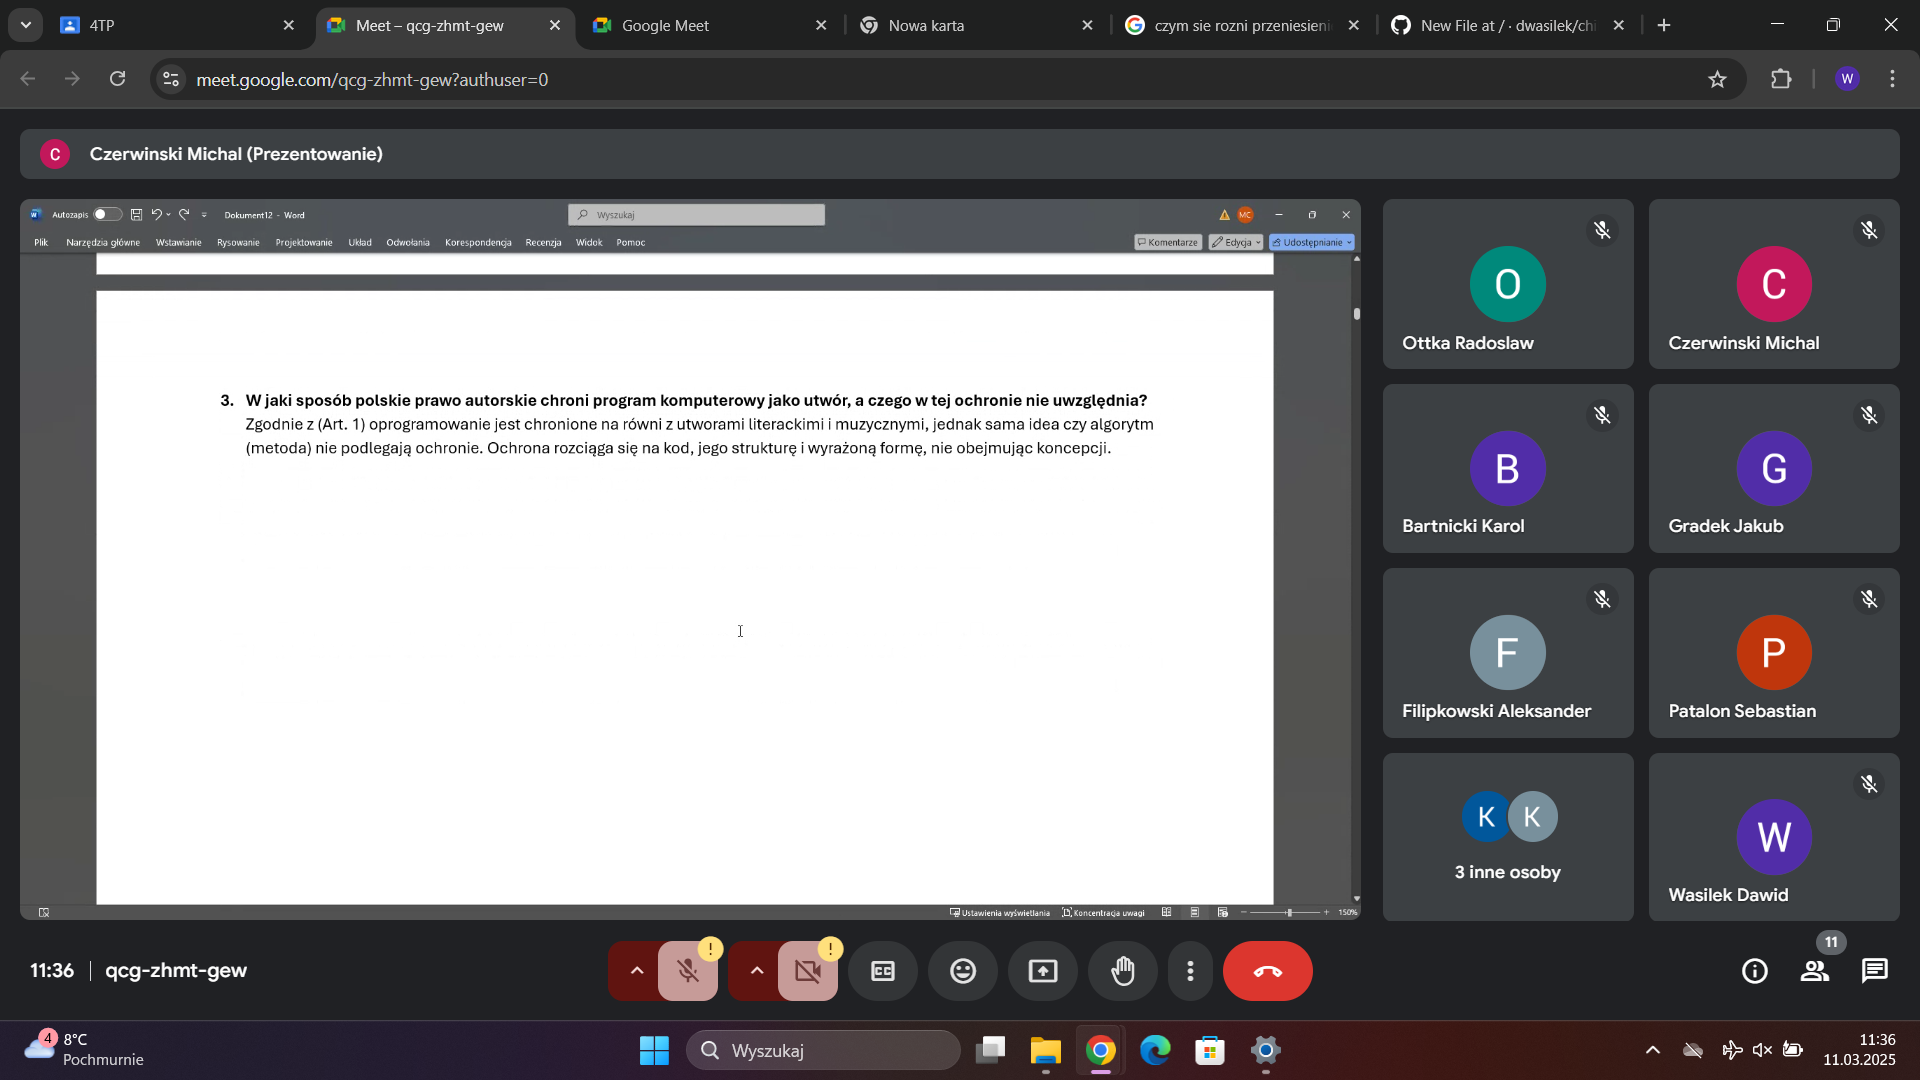 4TP
Meet – qcg-zhmt-gew
Google Meet
Nowa karta
czym sie rozni przeniesieni
New File at / · dwasilek/chi
meet.google.com/qcg-zhmt-gew?authuser=0
W
C
Czerwinski Michal (Prezentowanie)
Autozapis
Dokument12 - Word
Wyszukaj
MC
Plik
Narzędzia główne
Wstawianie
Rysowanie
Projektowanie
Układ
Odwołania
Korespondencja
Recenzja
Widok
Pomoc
Komentarze
Edycja
Udostępnianie
3. W jaki sposób polskie prawo autorskie chroni program komputerowy jako utwór, a czego w tej ochronie nie uwzględnia?
Zgodnie z (Art. 1) oprogramowanie jest chronione na równi z utworami literackimi i muzycznymi, jednak sama idea czy algorytm
(metoda) nie podlegają ochronie. Ochrona rozciąga się na kod, jego strukturę i wyrażoną formę, nie obejmując koncepcji.
Ustawienia wyświetlania
Koncentracja uwagi
150%
O
Ottka Radoslaw
C
Czerwinski Michal
B
Bartnicki Karol
G
Gradek Jakub
F
Filipkowski Aleksander
P
Patalon Sebastian
K K
3 inne osoby
W
Wasilek Dawid
11:36 | qcg-zhmt-gew
!
!
CC
11
4
8°C
Pochmurnie
Wyszukaj
11:36
11.03.2025